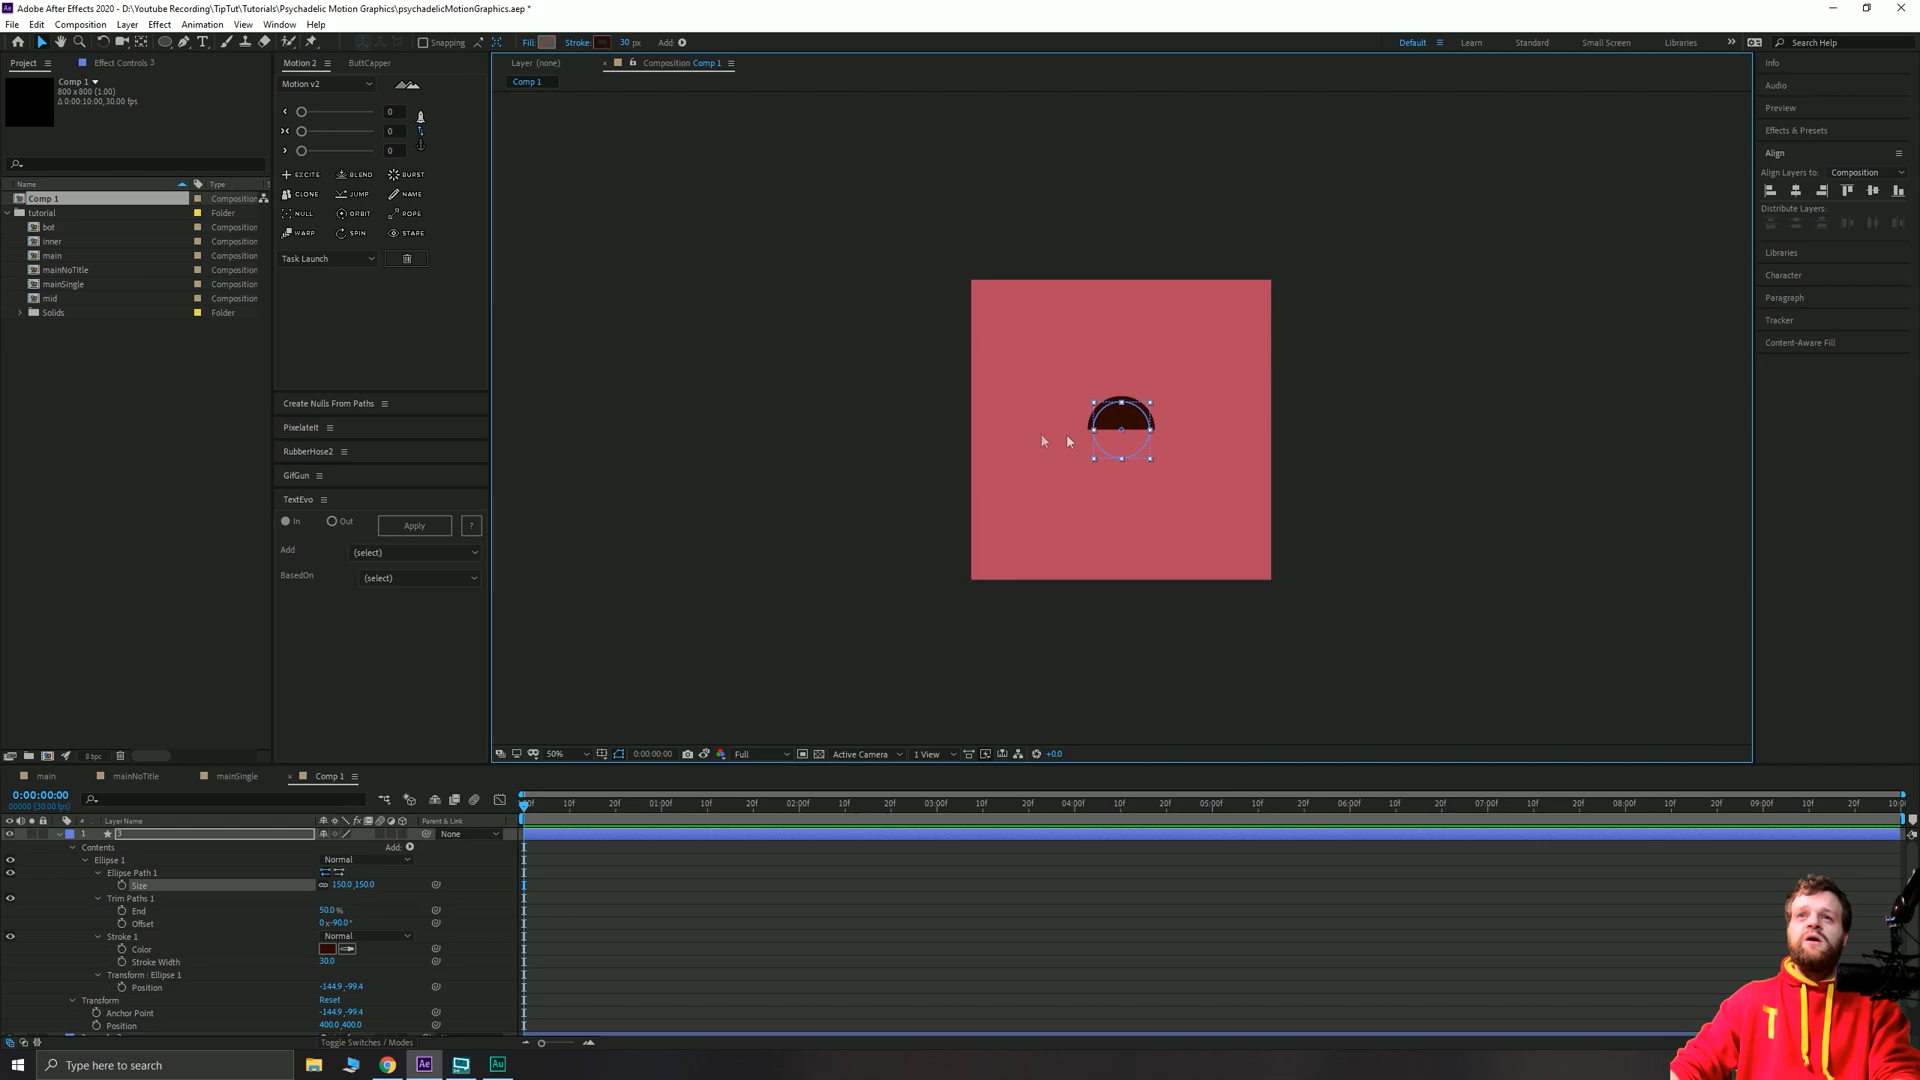 Adobe After Effects 2020 - D:\Youtube Recording\TipTut\Tutorials\Psychadelic Motion Graphics\psychadelicMotionGraphics.aep *
File Edit Composition Layer Effect Animation View Window Help
Snapping Fill: Stroke: 30 px Add: Default Learn Standard Small Screen Libraries Search Help
Project Effect Controls 3
Comp 1
800 x 800 (1.00)
Δ 0:00:10:00, 30.00 fps
Name Type
Comp 1 Composition
tutorial Folder
bot Composition
inner Composition
main Composition
mainNoTitle Composition
mainSingle Composition
mid Composition
Solids Folder
8 bpc
Motion 2 ButtCapper
Motion v2
0
0
0
EXCITE BLEND BURST
CLONE JUMP NAME
NULL ORBIT ROPE
WARP SPIN STARE
Task Launch
Create Nulls From Paths
PixelateIt
RubberHose2
GifGun
TextEvo
In Out Apply ?
Add (select)
BasedOn (select)
Layer (none) Composition Comp 1
Comp 1
50% 0:00:00:00 Full Active Camera 1 View +0.0
Info
Audio
Preview
Effects & Presets
Align
Align Layers to: Composition
Distribute Layers:
Libraries
Character
Paragraph
Tracker
Content-Aware Fill
main mainNoTitle mainSingle Comp 1
0:00:00:00
00000 (30.00 fps)
:00f 10f 20f 01:00f 10f 20f 02:00f 10f 20f 03:00f 10f 20f 04:00f 10f 20f 05:00f 10f 20f 06:00f 10f 20f 07:00f 10f 20f 08:00f 10f 20f 09:00f 10f 20f 10:00
# Layer Name Parent & Link
1 3 None
Contents Add:
Ellipse 1 Normal
Ellipse Path 1
Size 150.0,150.0
Trim Paths 1
End 50.0 %
Offset 0 x-90.0°
Stroke 1 Normal
Color
Stroke Width 30.0
Transform : Ellipse 1
Position -144.9,-99.4
Transform Reset
Anchor Point -144.9,-99.4
Position 400.0,400.0
Toggle Switches / Modes
Type here to search
Ae Au
T